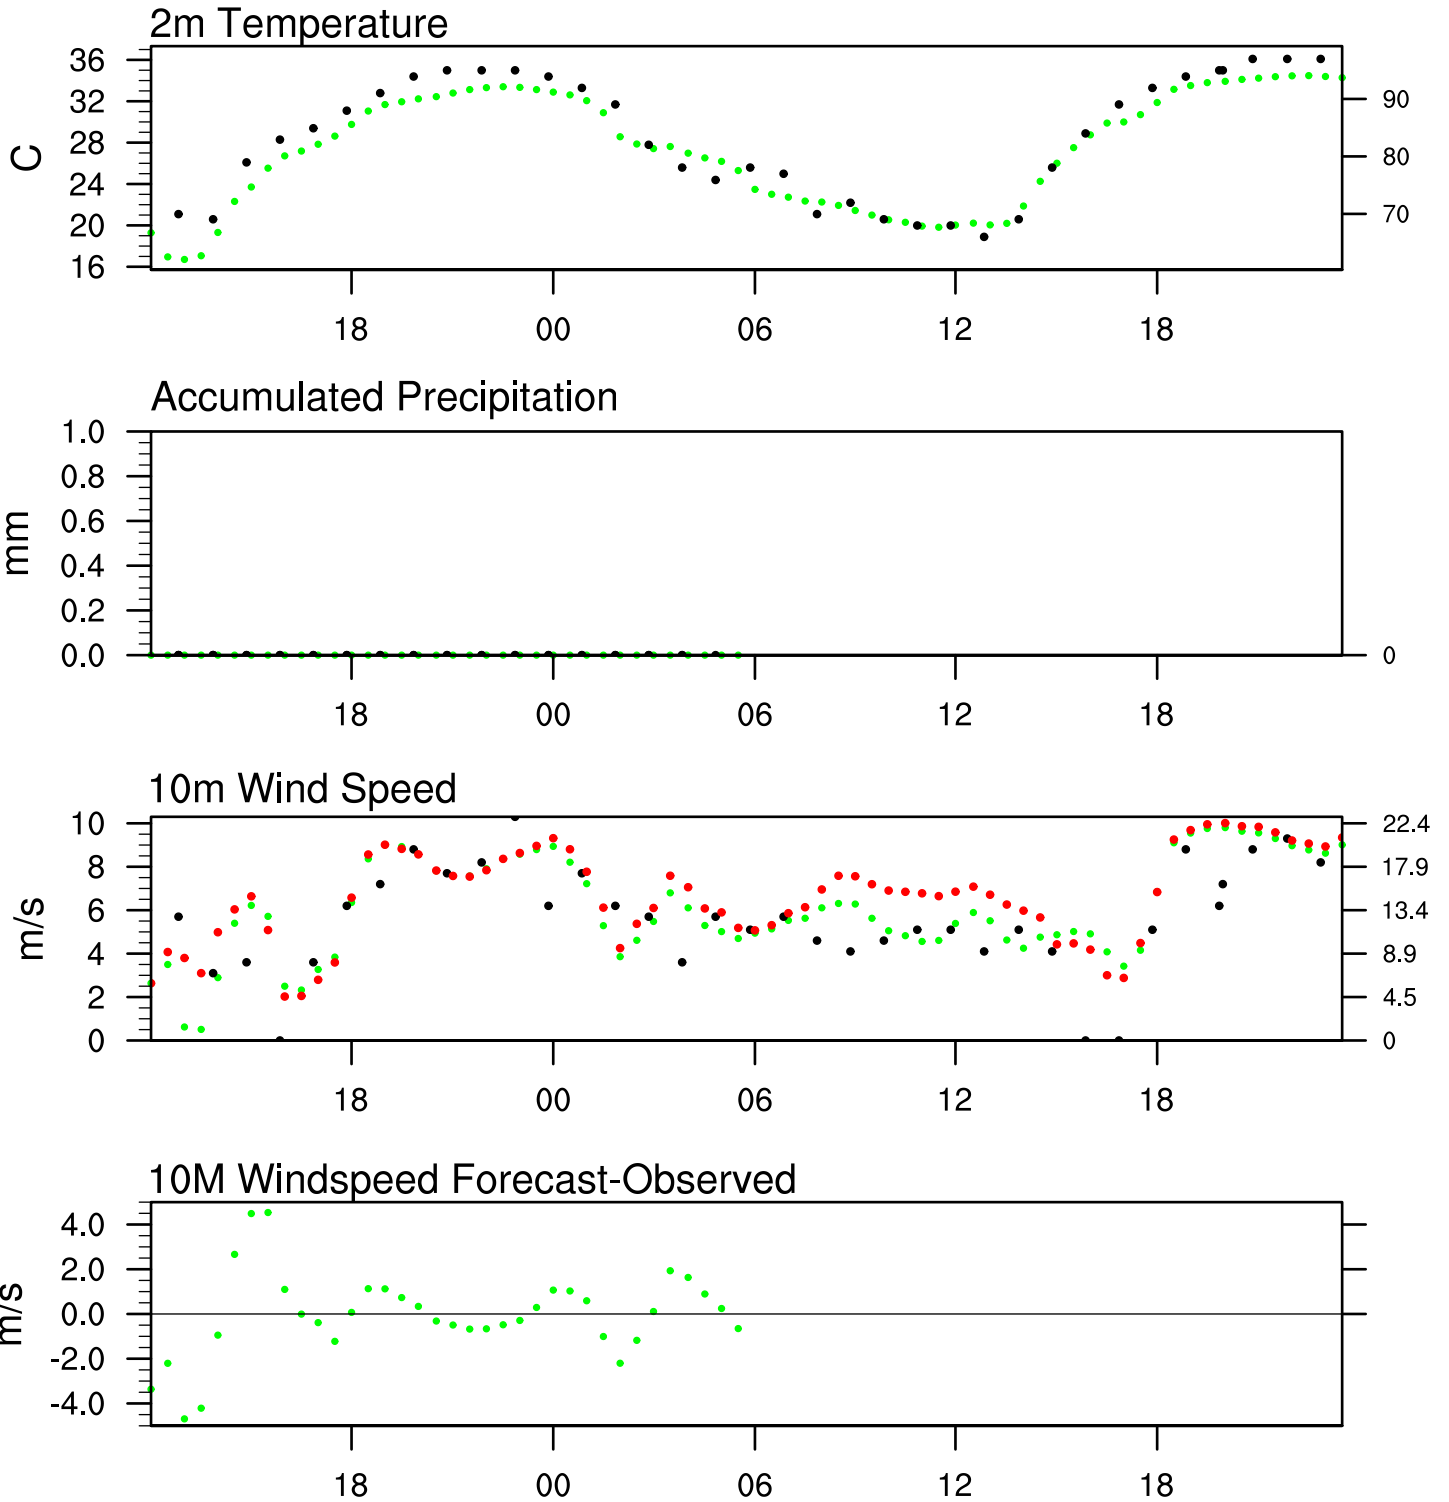 2m Temperature
36
32
28
24
20
16
C
90
80
70
18 00 06 12 18
Accumulated Precipitation
1.0
0.8
0.6
0.4
0.2
0.0
mm
0
18 00 06 12 18
10m Wind Speed
10
8
6
4
2
0
m/s
22.4
17.9
13.4
8.9
4.5
0
18 00 06 12 18
10M Windspeed Forecast-Observed
4.0
2.0
0.0
-2.0
-4.0
m/s
18 00 06 12 18